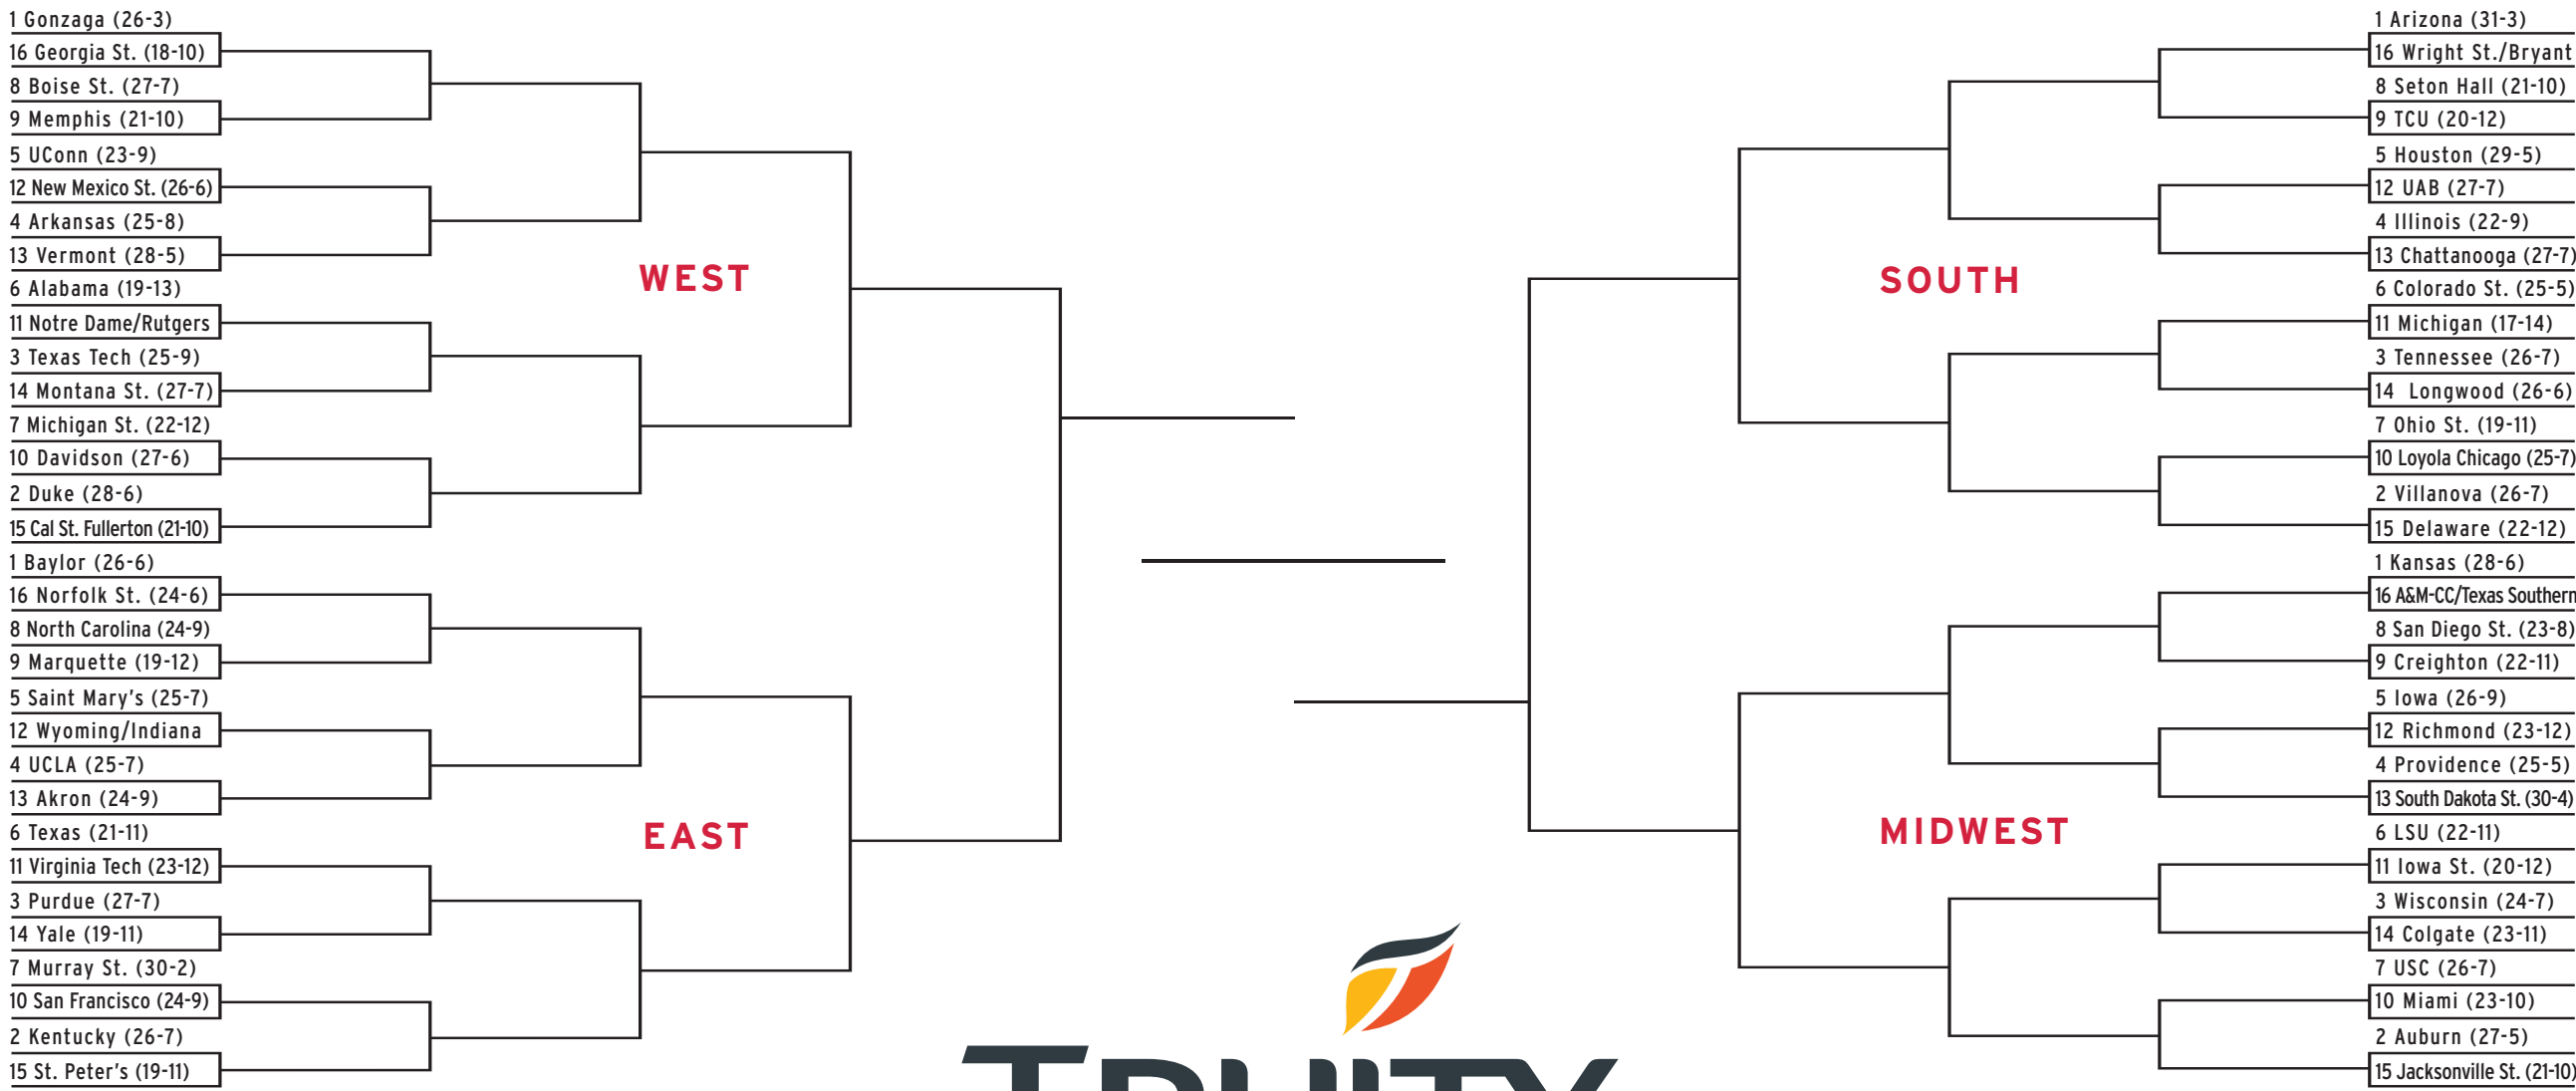 1 Gonzaga (26-3)
16 Georgia St. (18-10)
8 Boise St. (27-7)
9 Memphis (21-10)
5 UConn (23-9)
12 New Mexico St. (26-6)
4 Arkansas (25-8)
13 Vermont (28-5)
6 Alabama (19-13)
11 Notre Dame/Rutgers
3 Texas Tech (25-9)
14 Montana St. (27-7)
7 Michigan St. (22-12)
10 Davidson (27-6)
2 Duke (28-6)
15 Cal St. Fullerton (21-10)
WEST
1 Baylor (26-6)
16 Norfolk St. (24-6)
8 North Carolina (24-9)
9 Marquette (19-12)
5 Saint Mary's (25-7)
12 Wyoming/Indiana
4 UCLA (25-7)
13 Akron (24-9)
6 Texas (21-11)
11 Virginia Tech (23-12)
3 Purdue (27-7)
14 Yale (19-11)
7 Murray St. (30-2)
10 San Francisco (24-9)
2 Kentucky (26-7)
15 St. Peter's (19-11)
EAST
1 Arizona (31-3)
16 Wright St./Bryant
8 Seton Hall (21-10)
9 TCU (20-12)
5 Houston (29-5)
12 UAB (27-7)
4 Illinois (22-9)
13 Chattanooga (27-7)
6 Colorado St. (25-5)
11 Michigan (17-14)
3 Tennessee (26-7)
14 Longwood (26-6)
7 Ohio St. (19-11)
10 Loyola Chicago (25-7)
2 Villanova (26-7)
15 Delaware (22-12)
SOUTH
1 Kansas (28-6)
16 A&M-CC/Texas Southern
8 San Diego St. (23-8)
9 Creighton (22-11)
5 Iowa (26-9)
12 Richmond (23-12)
4 Providence (25-5)
13 South Dakota St. (30-4)
6 LSU (22-11)
11 Iowa St. (20-12)
3 Wisconsin (24-7)
14 Colgate (23-11)
7 USC (26-7)
10 Miami (23-10)
2 Auburn (27-5)
15 Jacksonville St. (21-10)
MIDWEST
TRUITY